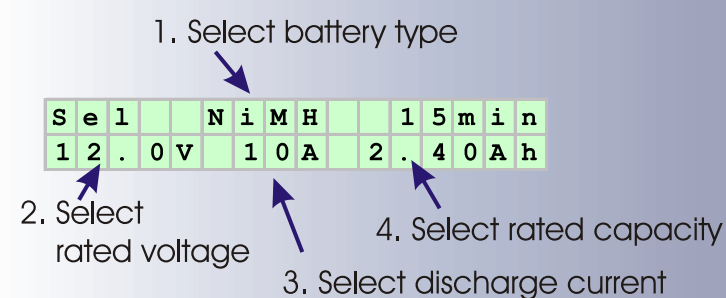 1. Select battery type
Sel NiMH 15min
12.0V 10A 2.40Ah
2. Select
rated voltage
4. Select rated capacity
3. Select discharge current